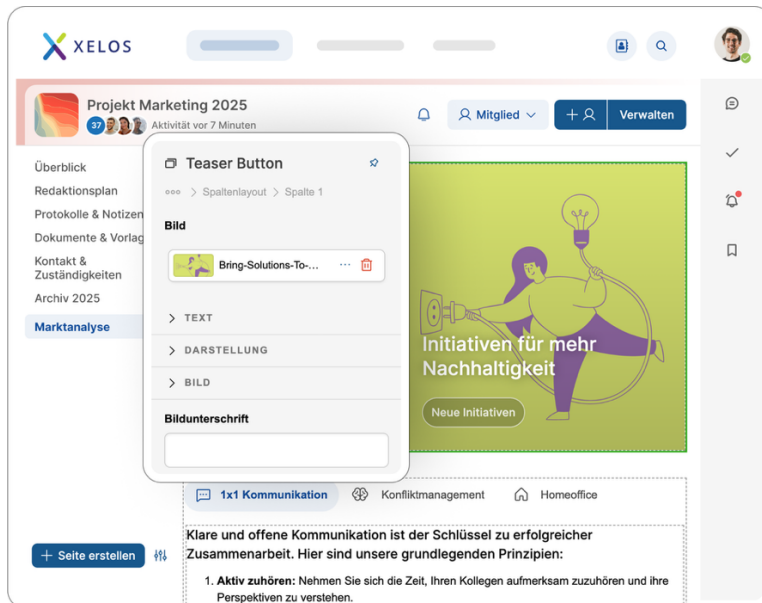 XELOS
Projekt Marketing 2025
37
Aktivität vor 7 Minuten
Mitglied
Verwalten
Überblick
Redaktionsplan
Protokolle & Notizen
Dokumente & Vorlag
Kontakt &
Zuständigkeiten
Archiv 2025
Marktanalyse
Seite erstellen
Teaser Button
Spaltenlayout > Spalte 1
Bild
Bring-Solutions-To-...
TEXT
DARSTELLUNG
BILD
Bildunterschrift
Initiativen für mehr
Nachhaltigkeit
Neue Initiativen
1x1 Kommunikation
Konfliktmanagement
Homeoffice
Klare und offene Kommunikation ist der Schlüssel zu erfolgreicher
Zusammenarbeit. Hier sind unsere grundlegenden Prinzipien:
1. Aktiv zuhören: Nehmen Sie sich die Zeit, Ihren Kollegen aufmerksam zuzuhören und ihre
Perspektiven zu verstehen.